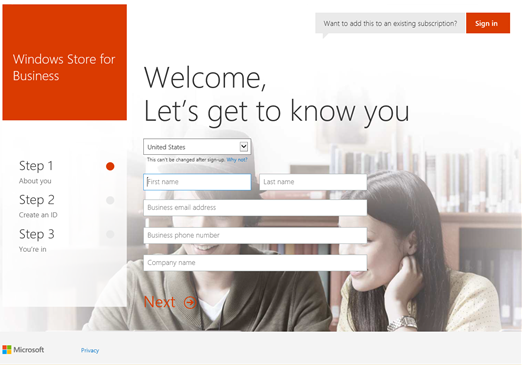 Want to add this to an existing subscription?
Sign in
Windows Store for
Business
Welcome,
Let's get to know you
United States
This can't be changed after sign-up. Why not?
First name
Last name
Business email address
Business phone number
Company name
Next
Step 1
About you
Step 2
Create an ID
Step 3
You're in
Microsoft
Privacy